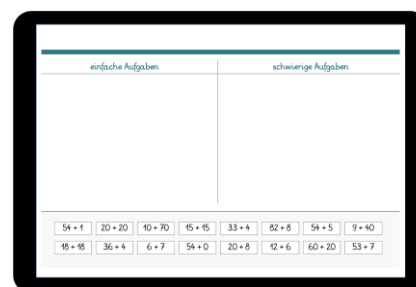 einfache Aufgaben schwierige Aufgaben
54 + 1 20 + 20 10 + 70 15 + 15 33 + 4 82 + 8 54 + 5 9 + 40
18 + 18 36 + 4 6 + 7 54 + 0 20 + 8 12 + 6 60 + 20 53 + 7